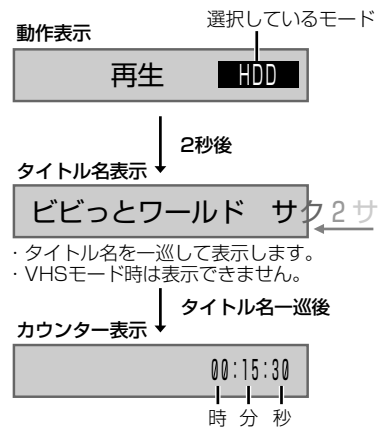 選択しているモード
動作表示
再生 HDD
2秒後
タイトル名表示
ビビっとワールド サク2サ
・タイトル名を一巡して表示します。
・VHSモード時は表示できません。
タイトル名一巡後
カウンター表示
00:15:30
時 分 秒